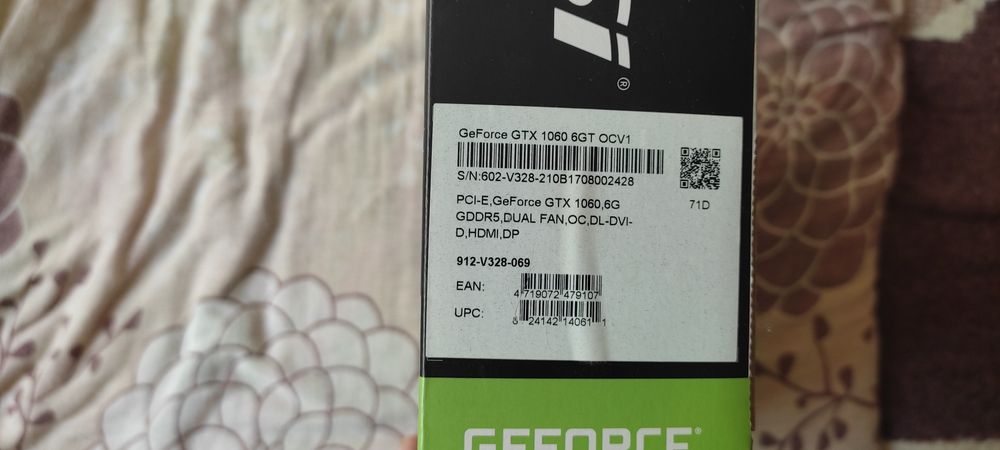 ®
GeForce GTX 1060 6GT OCV1
S/N:602-V328-210B1708002428
PCI-E,GeForce GTX 1060,6G
GDDR5,DUAL FAN,OC,DL-DVI-
D,HDMI,DP
71D
912-V328-069
EAN:
4 719072 479107
UPC:
8 24142 14061 1
GEFORCE®